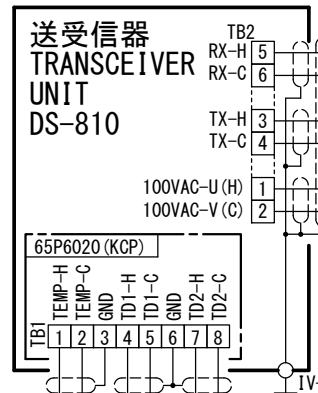 送受信器
TRANSCEIVER
UNIT
DS-810
TB2
RX-H 5
RX-C 6
TX-H 3
TX-C 4
100VAC-U(H) 1
100VAC-V(C) 2
65P6020(KCP)
TB1
TEMP-H TEMP-C GND TD1-H TD1-C GND TD2-H TD2-C
1 2 3 4 5 6 7 8
IV-